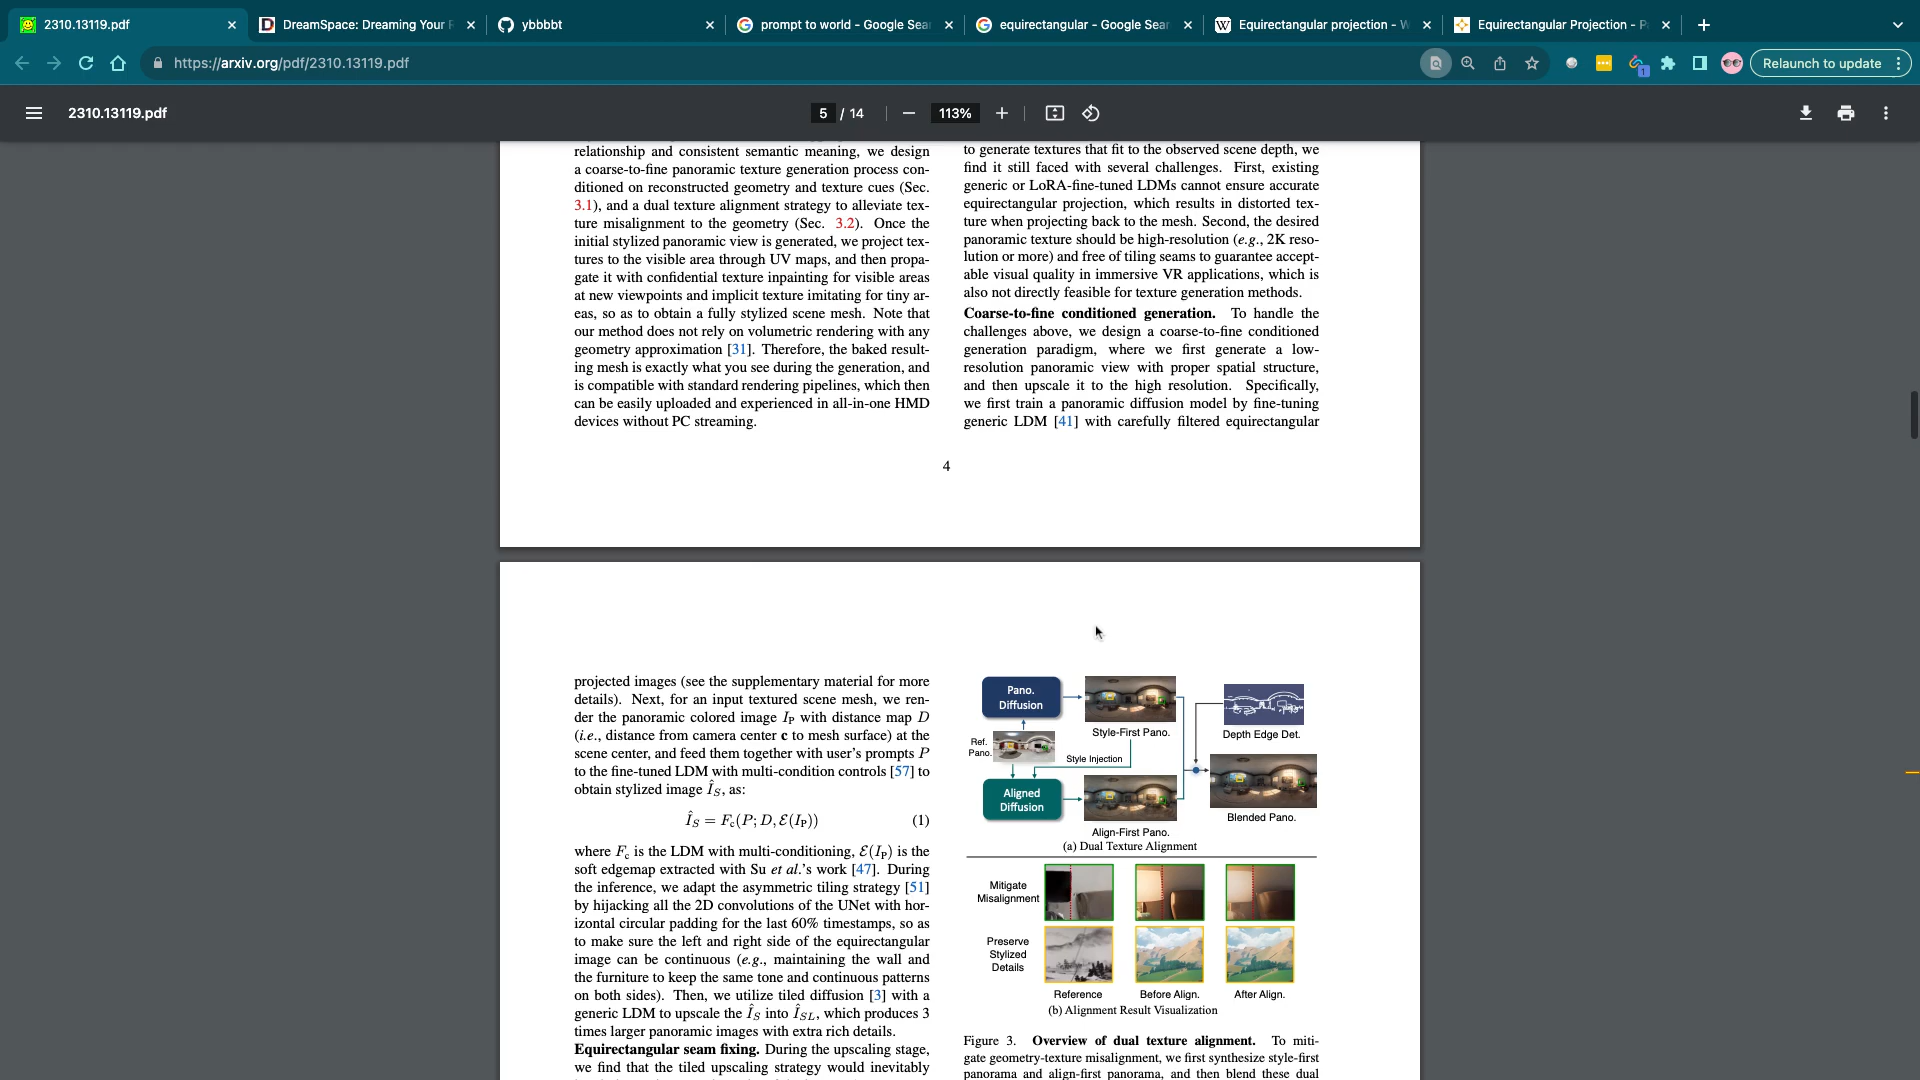 2310.13119.pdf
DreamSpace: Dreaming Your R
ybbbbt
prompt to world - Google Sear
equirectangular - Google Sear
Equirectangular projection - W
Equirectangular Projection - P
https://arxiv.org/pdf/2310.13119.pdf
1
Relaunch to update
2310.13119.pdf
5 / 14
113%
relationship and consistent semantic meaning, we design
a coarse-to-fine panoramic texture generation process con-
ditioned on reconstructed geometry and texture cues (Sec.
3.1), and a dual texture alignment strategy to alleviate tex-
ture misalignment to the geometry (Sec. 3.2). Once the
initial stylized panoramic view is generated, we project tex-
tures to the visible area through UV maps, and then propa-
gate it with confidential texture inpainting for visible areas
at new viewpoints and implicit texture imitating for tiny ar-
eas, so as to obtain a fully stylized scene mesh. Note that
our method does not rely on volumetric rendering with any
geometry approximation [31]. Therefore, the baked result-
ing mesh is exactly what you see during the generation, and
is compatible with standard rendering pipelines, which then
can be easily uploaded and experienced in all-in-one HMD
devices without PC streaming.
to generate textures that fit to the observed scene depth, we
find it still faced with several challenges. First, existing
generic or LoRA-fine-tuned LDMs cannot ensure accurate
equirectangular projection, which results in distorted tex-
ture when projecting back to the mesh. Second, the desired
panoramic texture should be high-resolution (e.g., 2K reso-
lution or more) and free of tiling seams to guarantee accept-
able visual quality in immersive VR applications, which is
also not directly feasible for texture generation methods.
Coarse-to-fine conditioned generation. To handle the
challenges above, we design a coarse-to-fine conditioned
generation paradigm, where we first generate a low-
resolution panoramic view with proper spatial structure,
and then upscale it to the high resolution. Specifically,
we first train a panoramic diffusion model by fine-tuning
generic LDM [41] with carefully filtered equirectangular
4
projected images (see the supplementary material for more
details). Next, for an input textured scene mesh, we ren-
der the panoramic colored image I_P with distance map D
(i.e., distance from camera center c to mesh surface) at the
scene center, and feed them together with user's prompts P
to the fine-tuned LDM with multi-condition controls [57] to
obtain stylized image Î_S, as:
Î_S = F_c(P; D, ℰ(I_P)) (1)
where F_c is the LDM with multi-conditioning, ℰ(I_P) is the
soft edgemap extracted with Su et al.'s work [47]. During
the inference, we adapt the asymmetric tiling strategy [51]
by hijacking all the 2D convolutions of the UNet with hor-
izontal circular padding for the last 60% timestamps, so as
to make sure the left and right side of the equirectangular
image can be continuous (e.g., maintaining the wall and
the furniture to keep the same tone and continuous patterns
on both sides). Then, we utilize tiled diffusion [3] with a
generic LDM to upscale the Î_S into Î_SL, which produces 3
times larger panoramic images with extra rich details.
Equirectangular seam fixing. During the upscaling stage,
we find that the tiled upscaling strategy would inevitably
Pano.
Diffusion
Style-First Pano.
Depth Edge Det.
Ref.
Pano.
Style Injection
Aligned
Diffusion
Align-First Pano.
Blended Pano.
(a) Dual Texture Alignment
Mitigate
Misalignment
Preserve
Stylized
Details
Reference
Before Align.
After Align.
(b) Alignment Result Visualization
Figure 3. Overview of dual texture alignment. To miti-
gate geometry-texture misalignment, we first synthesize style-first
panorama and align-first panorama, and then blend these dual